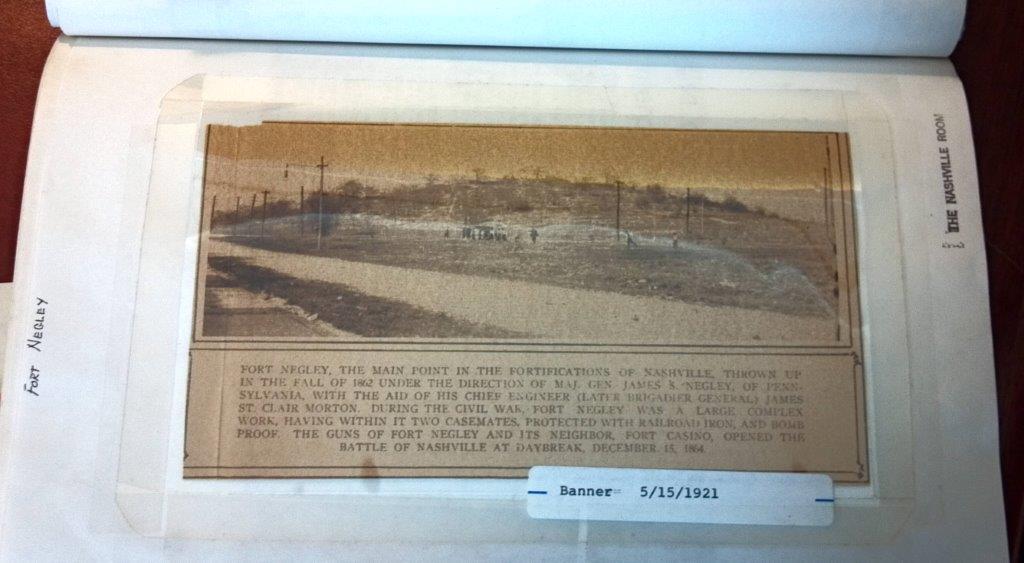 FORT NEGLEY
THE NASHVILLE ROOM
FORT NEGLEY, THE MAIN POINT IN THE FORTIFICATIONS OF NASHVILLE, THROWN UP
IN THE FALL OF 1862 UNDER THE DIRECTION OF MAJ. GEN. JAMES S. NEGLEY, OF PENN-
SYLVANIA, WITH THE AID OF HIS CHIEF ENGINEER (LATER BRIGADIER GENERAL) JAMES
ST. CLAIR MORTON. DURING THE CIVIL WAR, FORT NEGLEY WAS A LARGE COMPLEX
WORK, HAVING WITHIN IT TWO CASEMATES, PROTECTED WITH RAILROAD IRON, AND BOMB
PROOF. THE GUNS OF FORT NEGLEY AND ITS NEIGHBOR, FORT CASINO, OPENED THE
BATTLE OF NASHVILLE AT DAYBREAK, DECEMBER 15, 1864.
Banner 5/15/1921